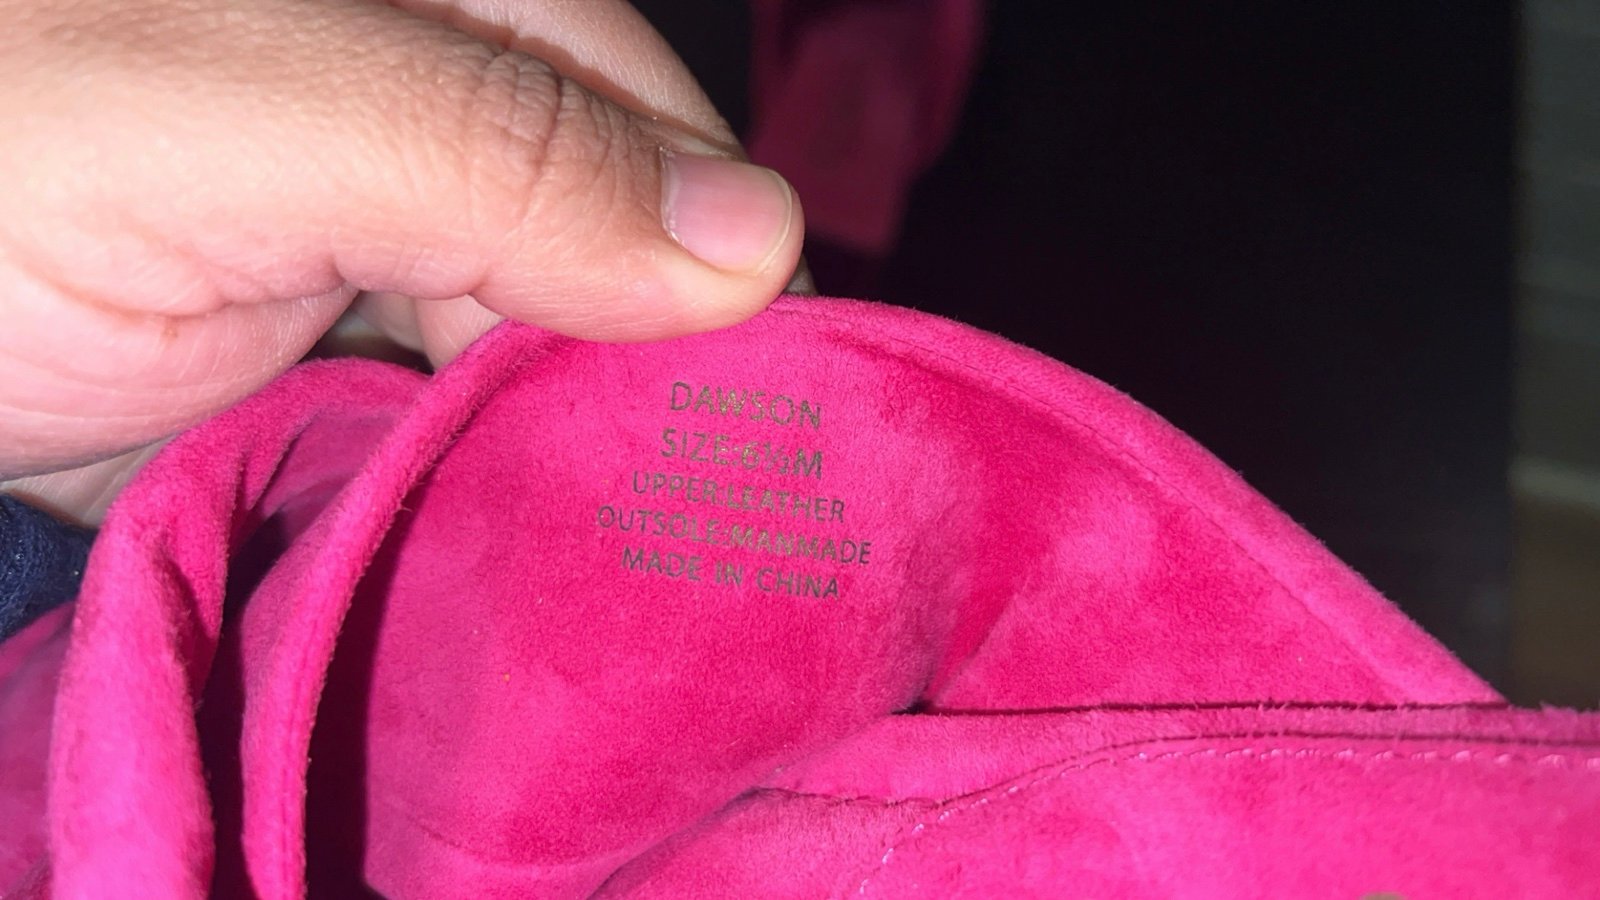 DAWSON
SIZE:6½M
UPPER:LEATHER
OUTSOLE:MANMADE
MADE IN CHINA